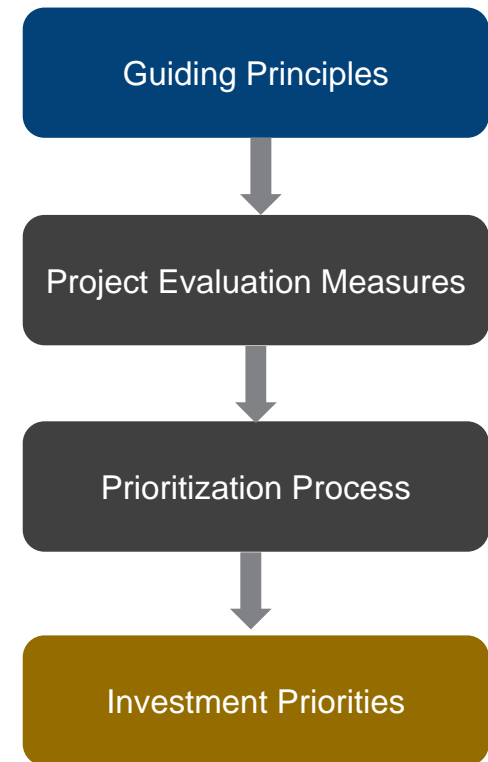 Guiding Principles
Project Evaluation Measures
Prioritization Process
Investment Priorities